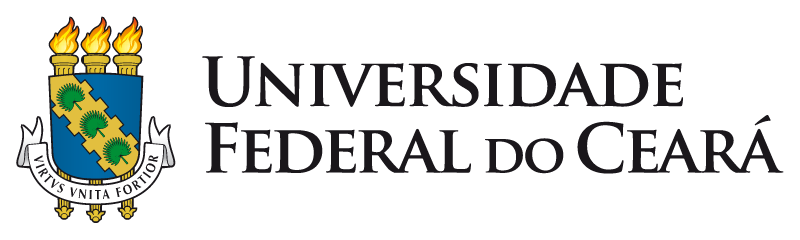 UNIVERSIDADE
FEDERAL DO CEARÁ
VIRTVS VNITA FORTIOR